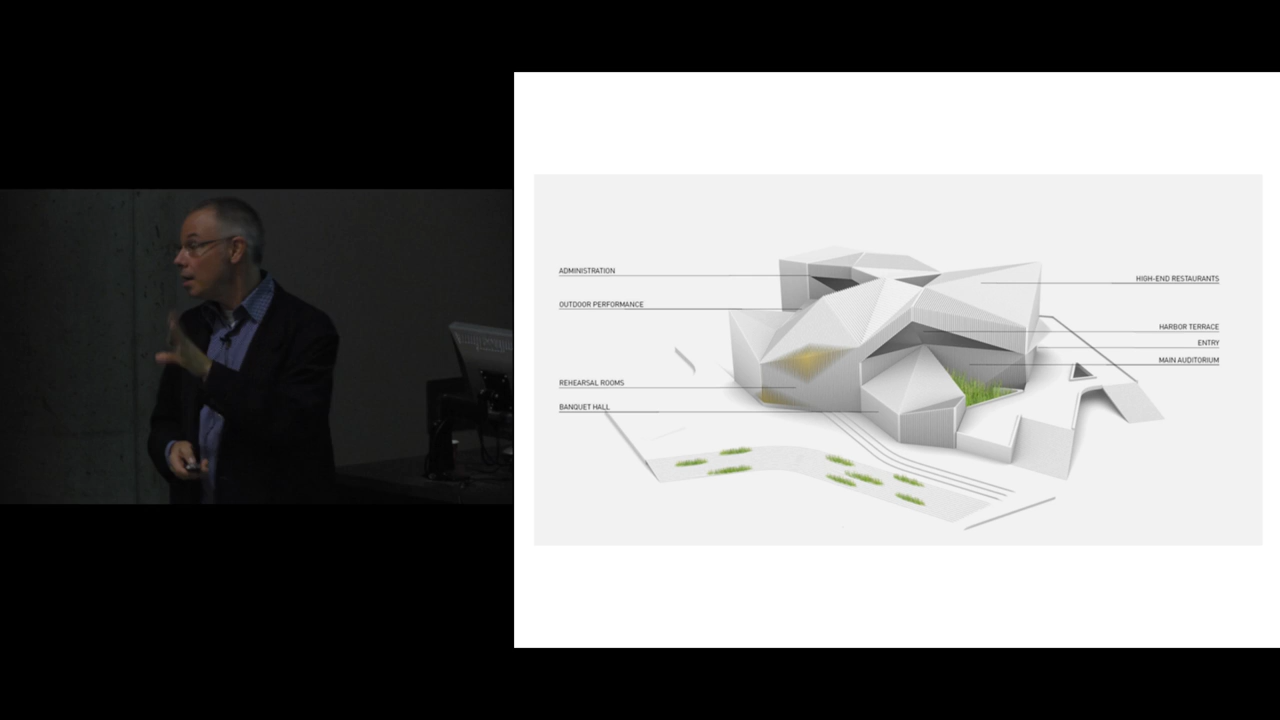 ADMINISTRATION
OUTDOOR PERFORMANCE
REHEARSAL ROOMS
BANQUET HALL
HIGH-END RESTAURANTS
HARBOR TERRACE
ENTRY
MAIN AUDITORIUM